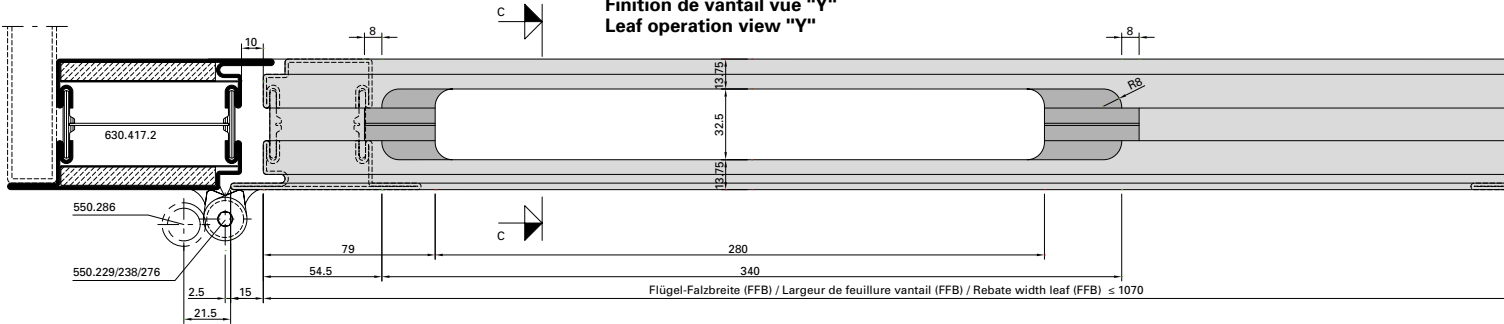 Finition de vantail vue "Y"
Leaf operation view "Y"
C
8
8
10
13.75
R8
630.417.2
32.5
13.75
550.286
C
79
280
550.229/238/276
54.5
340
2.5
15
Flügel-Falzbreite (FFB) / Largeur de feuillure vantail (FFB) / Rebate width leaf (FFB) ≤ 1070
21.5